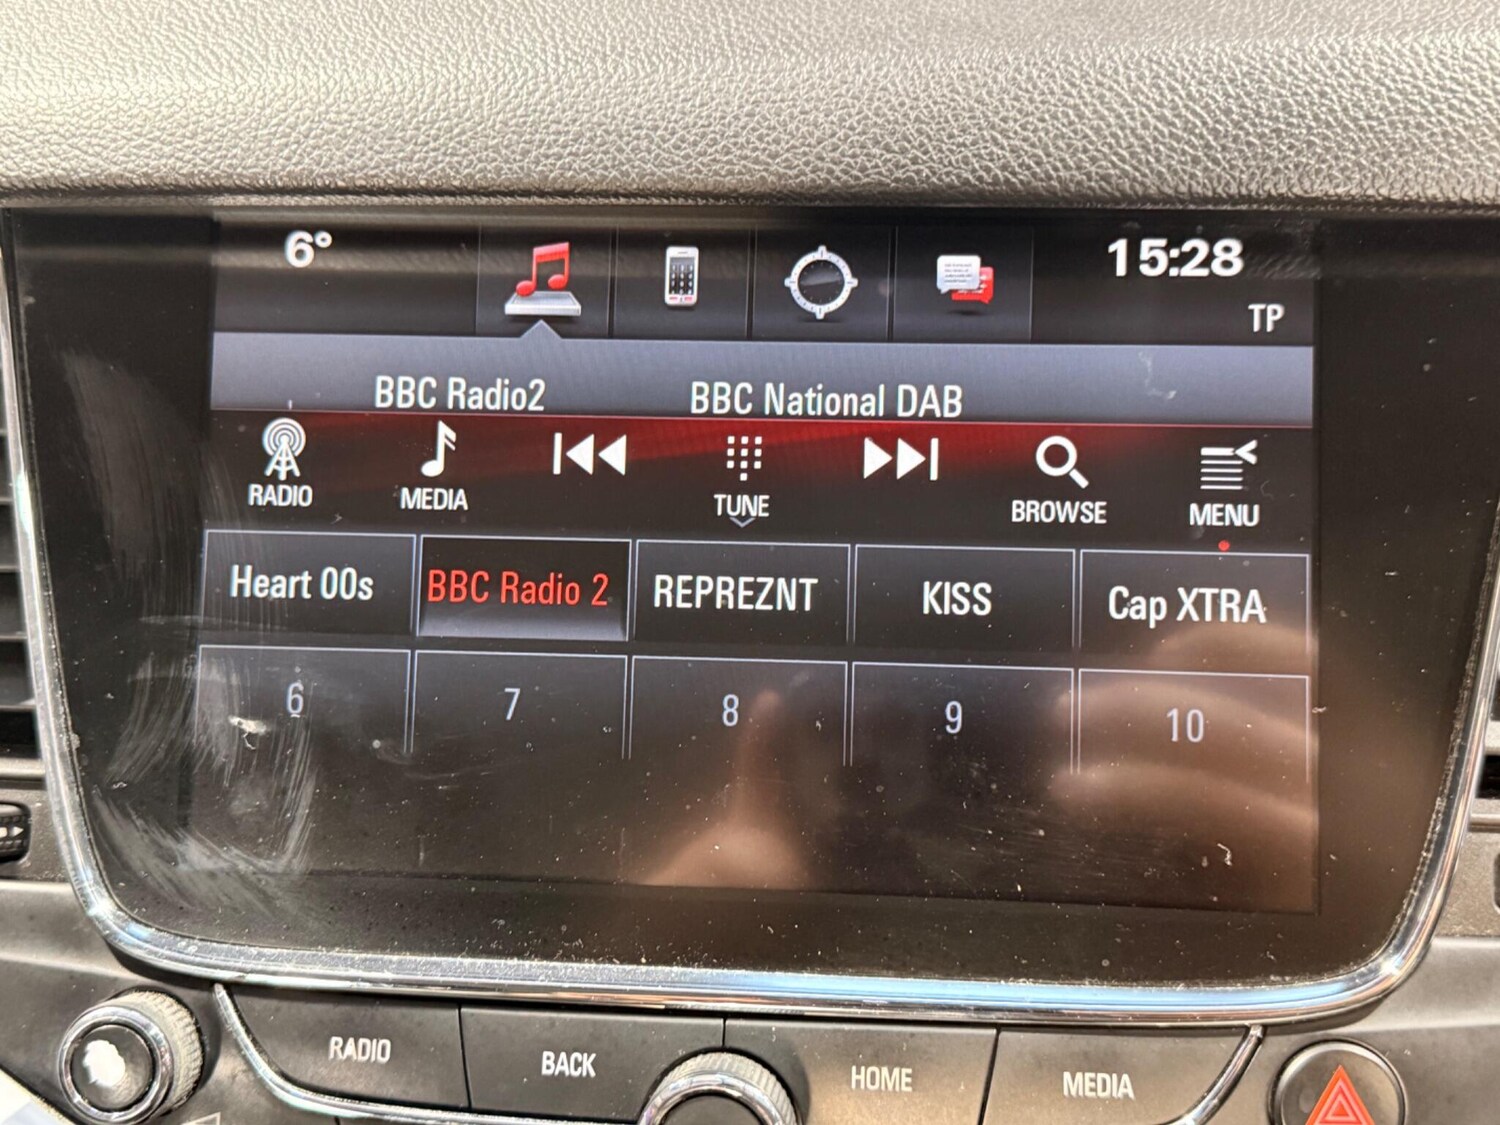 6°
15:28
TP
BBC Radio2 BBC National DAB
RADIO MEDIA TUNE BROWSE MENU
Heart 00s BBC Radio 2 REPREZNT KISS Cap XTRA
6 7 8 9 10
RADIO BACK HOME MEDIA